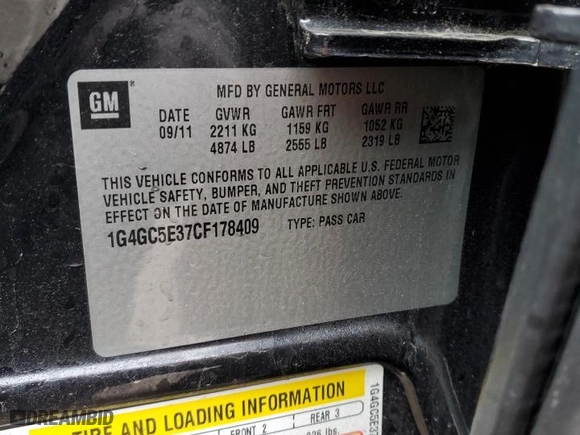 GM
MFD BY GENERAL MOTORS LLC
DATE GVWR GAWR FRT GAWR RR
09/11 2211 KG 1159 KG 1052 KG
4874 LB 2555 LB 2319 LB
THIS VEHICLE CONFORMS TO ALL APPLICABLE U.S. FEDERAL MOTOR
VEHICLE SAFETY, BUMPER, AND THEFT PREVENTION STANDARDS IN
EFFECT ON THE DATE OF MANUFACTURE SHOWN ABOVE.
1G4GC5E37CF178409 TYPE: PASS CAR
TIRE AND LOADING INFORMATION
FRONT 2 REAR 3
lbs.
1G4GC5E37
DREAMBID